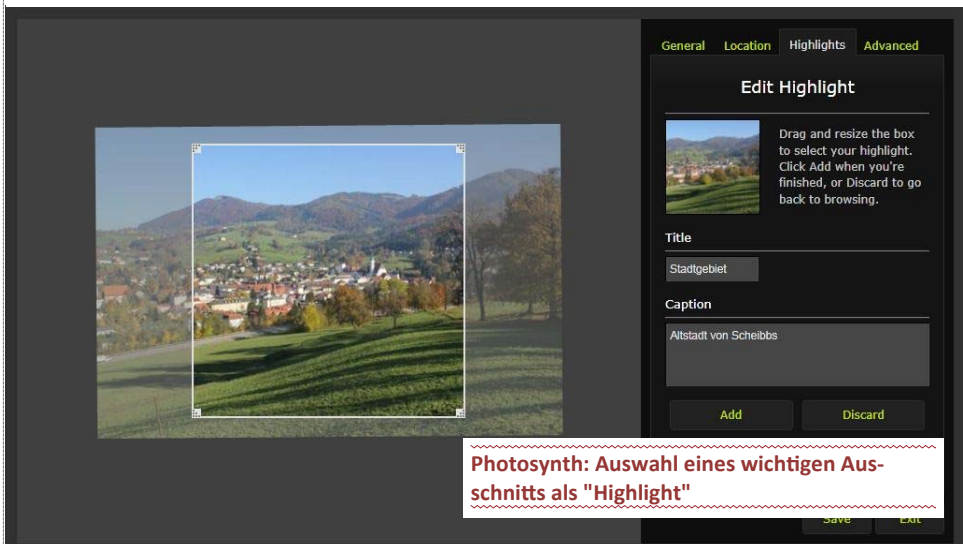 General Location Highlights Advanced
Edit Highlight
Drag and resize the box
to select your highlight.
Click Add when you're
finished, or Discard to go
back to browsing.
Title
Stadtgebiet
Caption
Altstadt von Scheibbs
Add Discard
Photosynth: Auswahl eines wichtigen Aus-
schnitts als "Highlight"
Save Exit